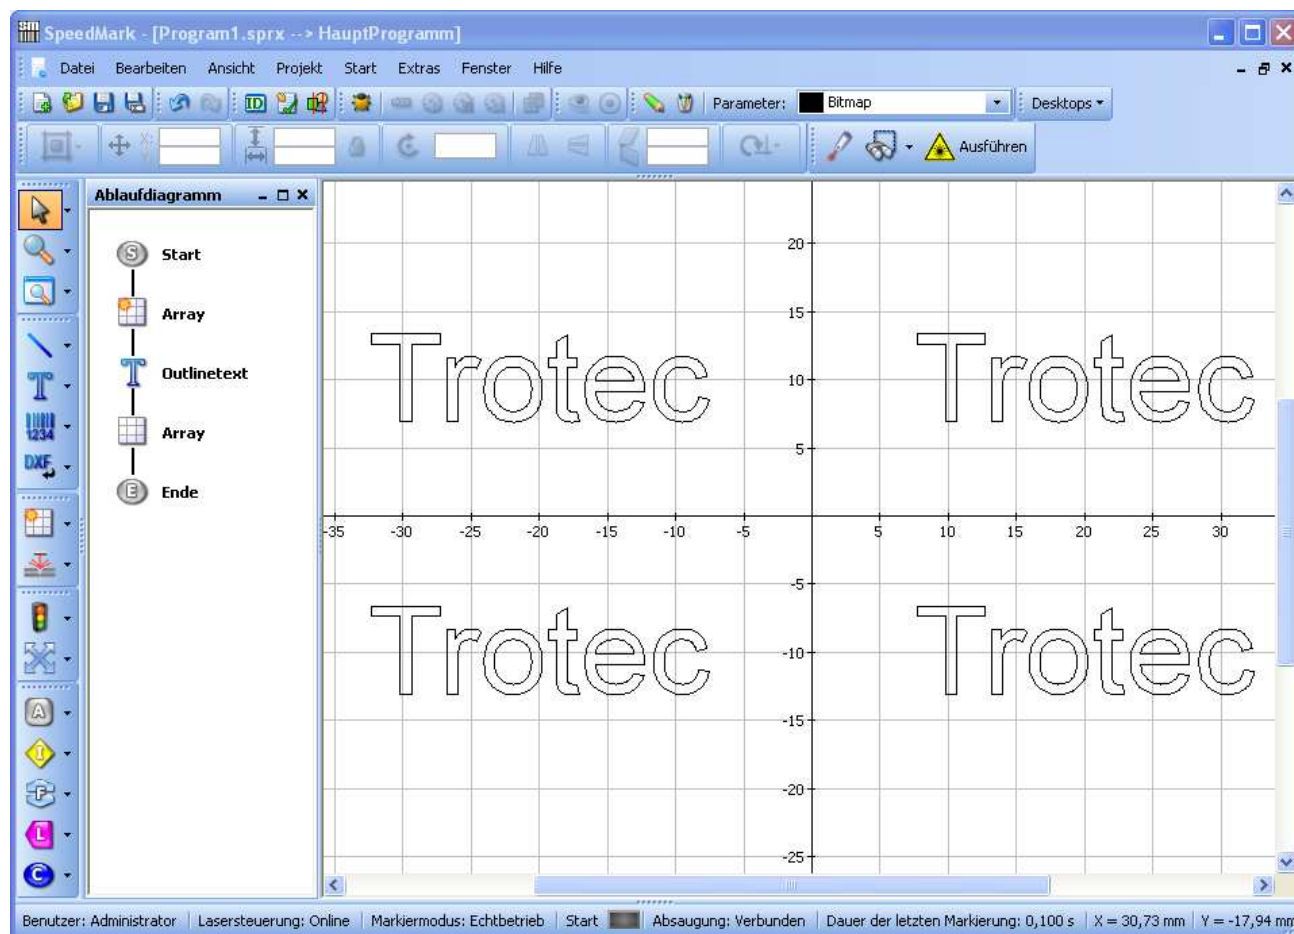 SpeedMark - [Program1.sprx --> HauptProgramm]
Datei Bearbeiten Ansicht Projekt Start Extras Fenster Hilfe
ID Parameter: Bitmap Desktops
X: Y: Ausführen
Ablaufdiagramm
S Start
Array
T Outlinetext
Array
E Ende
T
1234
DXF
A
I
P
L
C
20
15
Trotec Trotec
10
5
-35 -30 -25 -20 -15 -10 -5 5 10 15 20 25 30
-5
Trotec Trotec
-10
-15
-20
-25
Benutzer: Administrator Lasersteuerung: Online Markiermodus: Echtbetrieb Start Absaugung: Verbunden Dauer der letzten Markierung: 0,100 s X = 30,73 mm Y = -17,94 mm